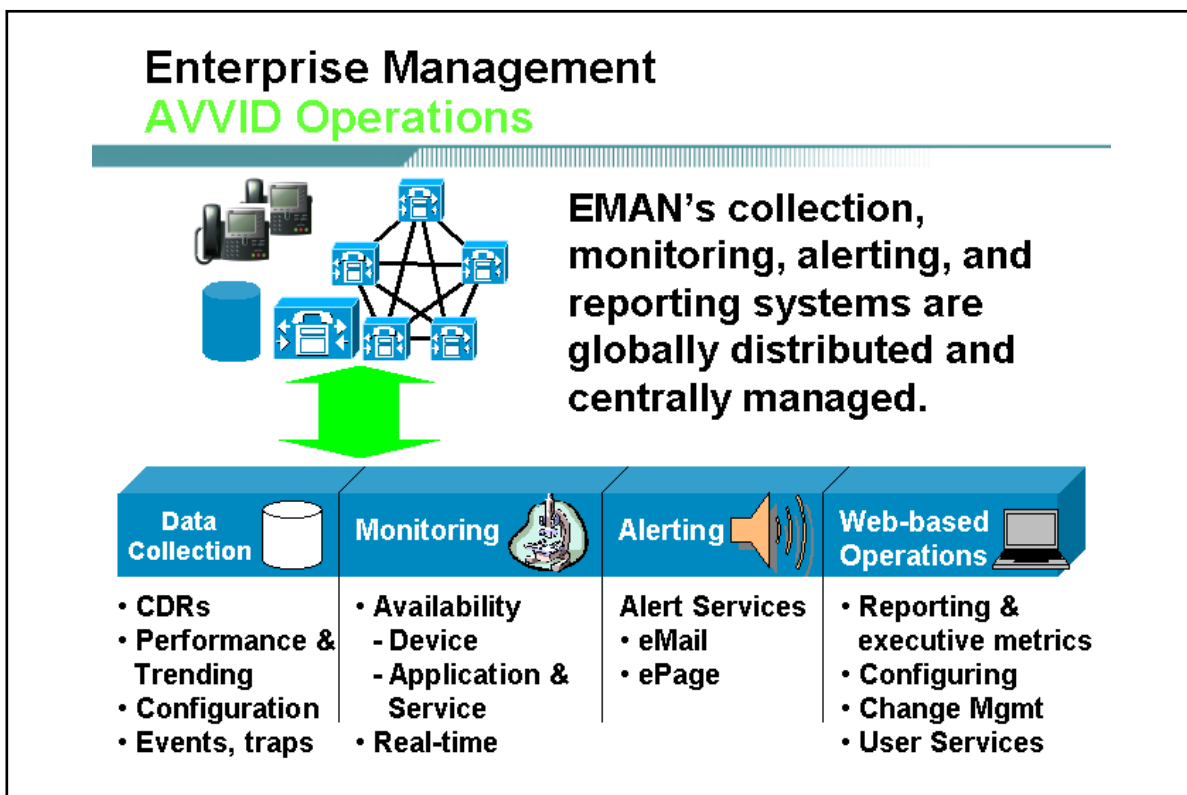 Enterprise Management
AVVID Operations
EMAN’s collection,
monitoring, alerting, and
reporting systems are
globally distributed and
centrally managed.
Data
Collection
• CDRs
• Performance &
Trending
• Configuration
• Events, traps
Monitoring
• Availability
- Device
- Application &
Service
• Real-time
Alerting
Alert Services
• eMail
• ePage
Web-based
Operations
• Reporting &
executive metrics
• Configuring
• Change Mgmt
• User Services